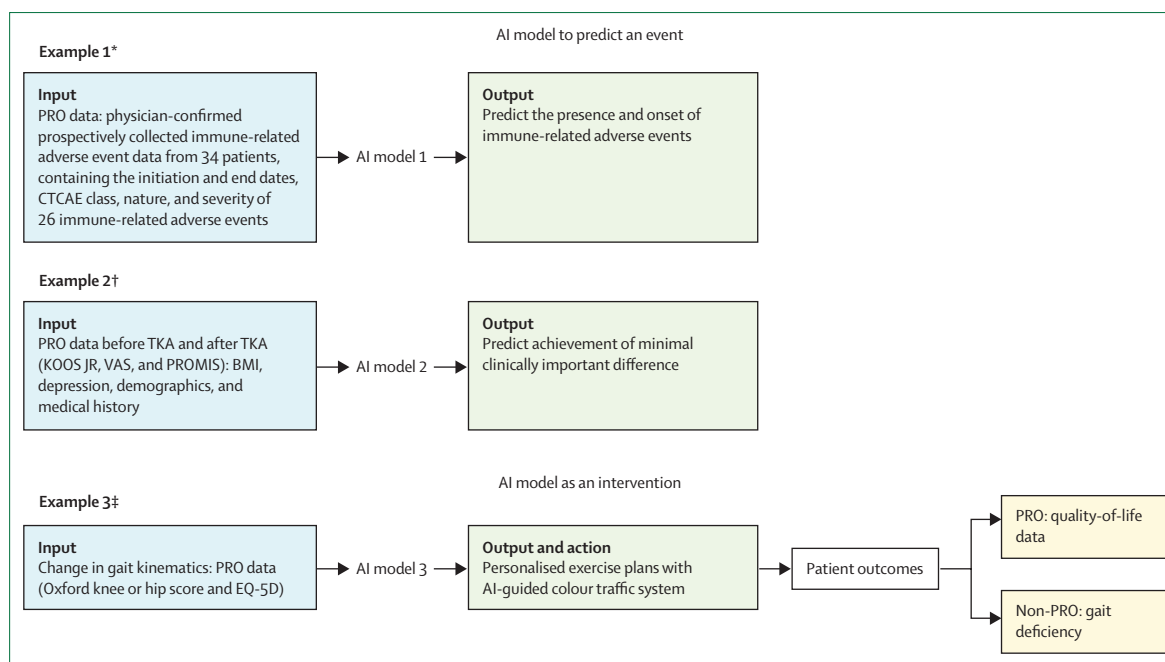 AI model to predict an event
Example 1*
Input
PRO data: physician-confirmed
prospectively collected immune-related
adverse event data from 34 patients,
containing the initiation and end dates,
CTCAE class, nature, and severity of
26 immune-related adverse events
AI model 1
Output
Predict the presence and onset of
immune-related adverse events
Example 2†
Input
PRO data before TKA and after TKA
(KOOS JR, VAS, and PROMIS): BMI,
depression, demographics, and
medical history
AI model 2
Output
Predict achievement of minimal
clinically important difference
AI model as an intervention
Example 3‡
Input
Change in gait kinematics: PRO data
(Oxford knee or hip score and EQ-5D)
AI model 3
Output and action
Personalised exercise plans with
AI-guided colour traffic system
Patient outcomes
PRO: quality-of-life
data
Non-PRO: gait
deficiency